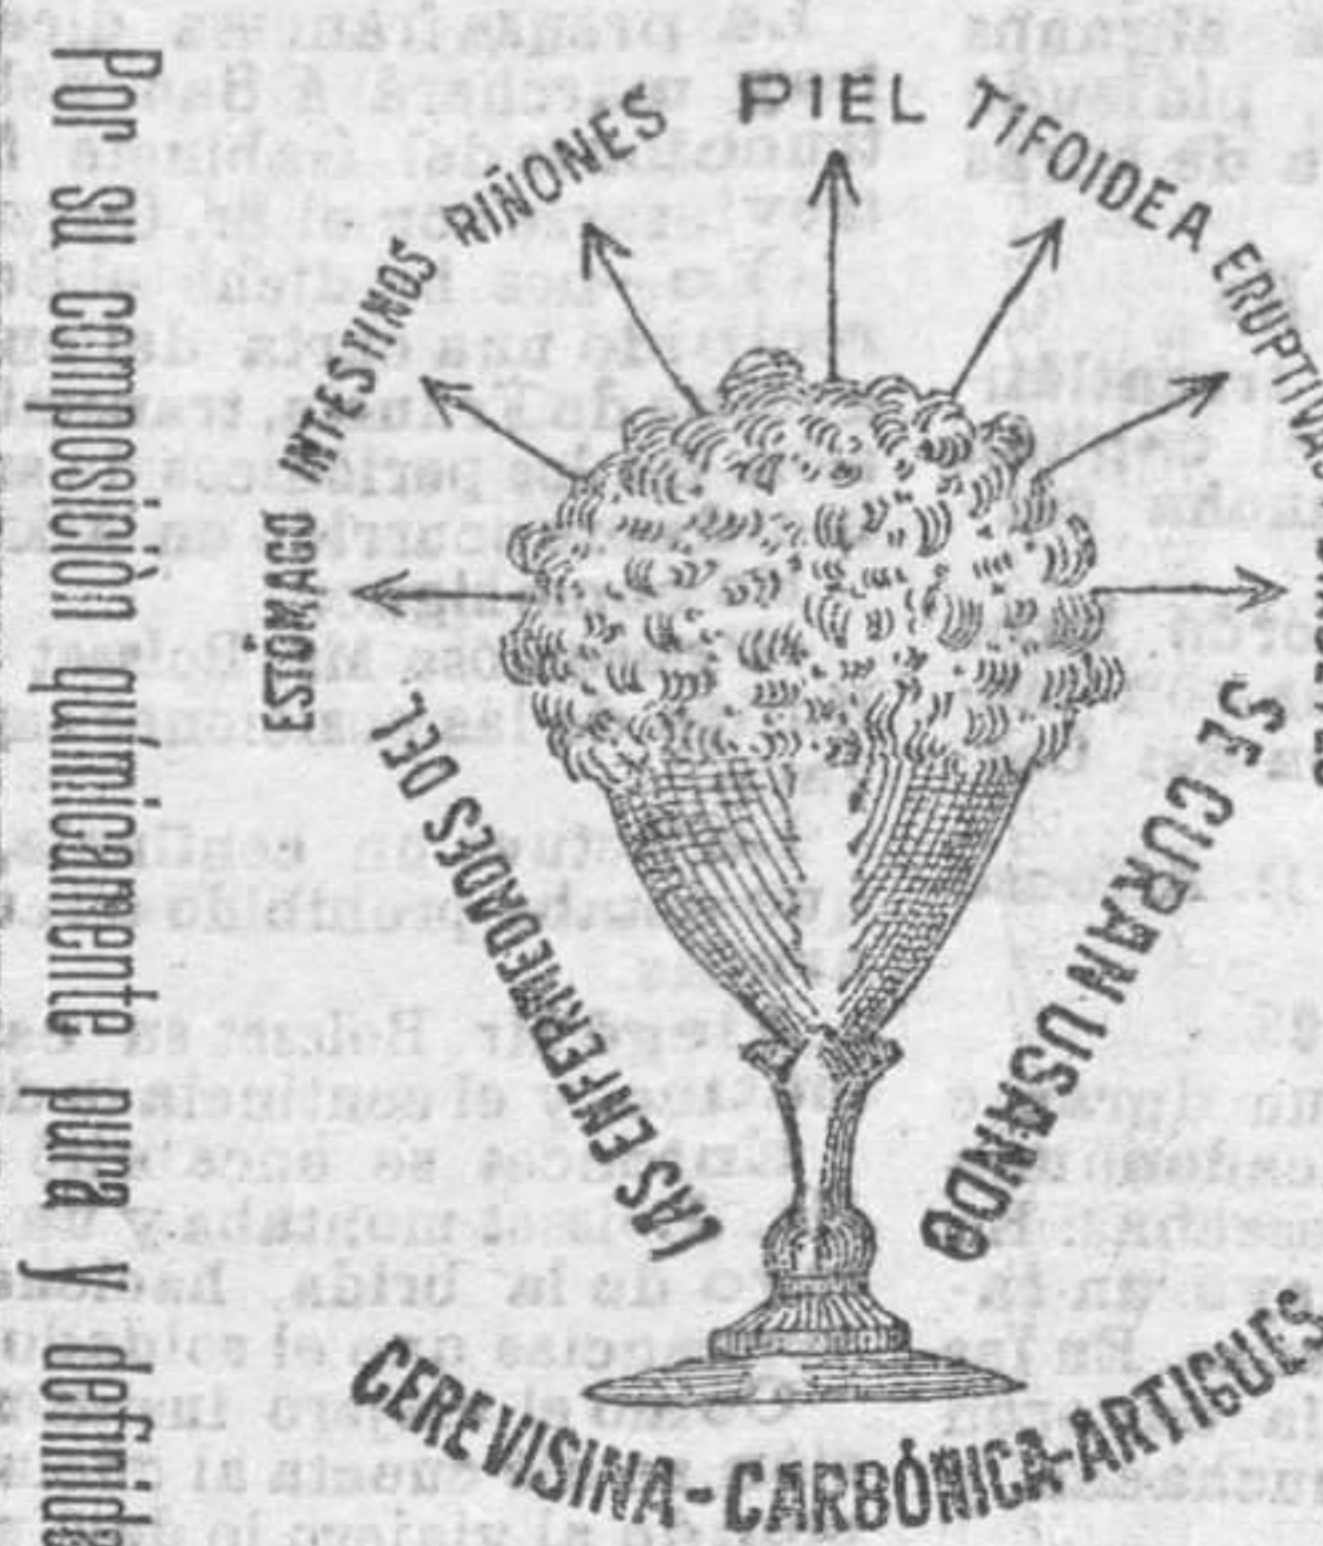 Por su composición químicamente pura y definida
LAS ENFERMEDADES DEL
ESTÓMAGO INTESTINOS RIÑONES PIEL TIFOIDEA ERUPTIVAS
SE CURAN USANDO
CEREVISINA-CARBÓNICA-ARTIGUES